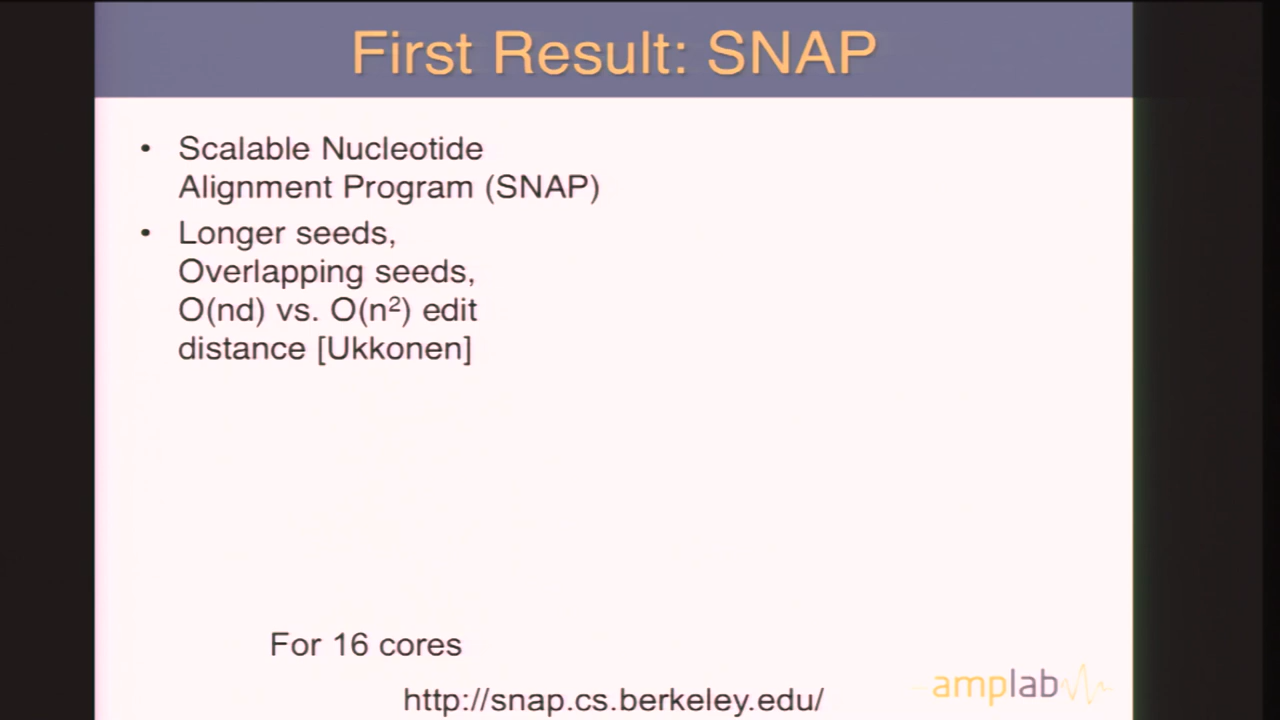 First Result: SNAP
• Scalable Nucleotide
Alignment Program (SNAP)
• Longer seeds,
Overlapping seeds,
O(nd) vs. O(n²) edit
distance [Ukkonen]
For 16 cores
http://snap.cs.berkeley.edu/
amplab